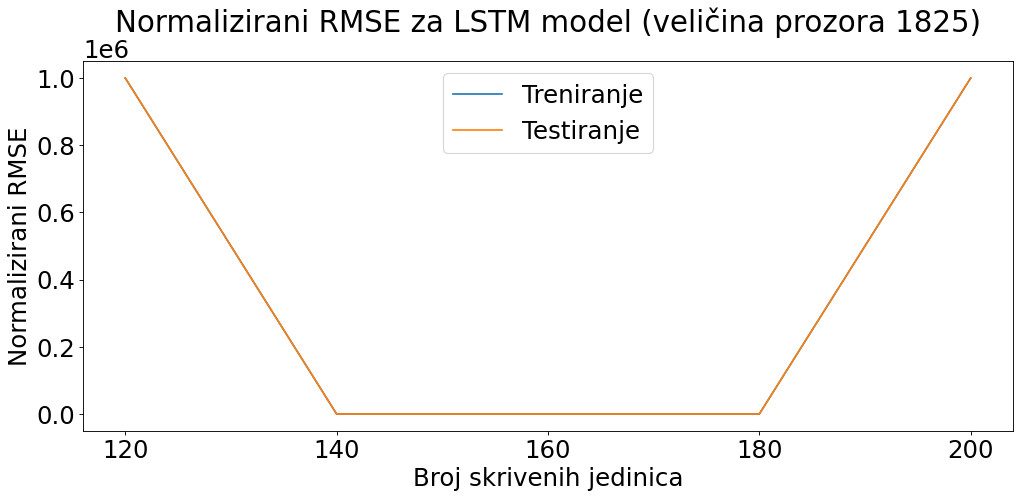 Normalizirani RMSE za LSTM model (veličina prozora 1825)
1e6
1.0
0.8
0.6
0.4
0.2
0.0
Normalizirani RMSE
Treniranje
Testiranje
120 140 160 180 200
Broj skrivenih jedinica